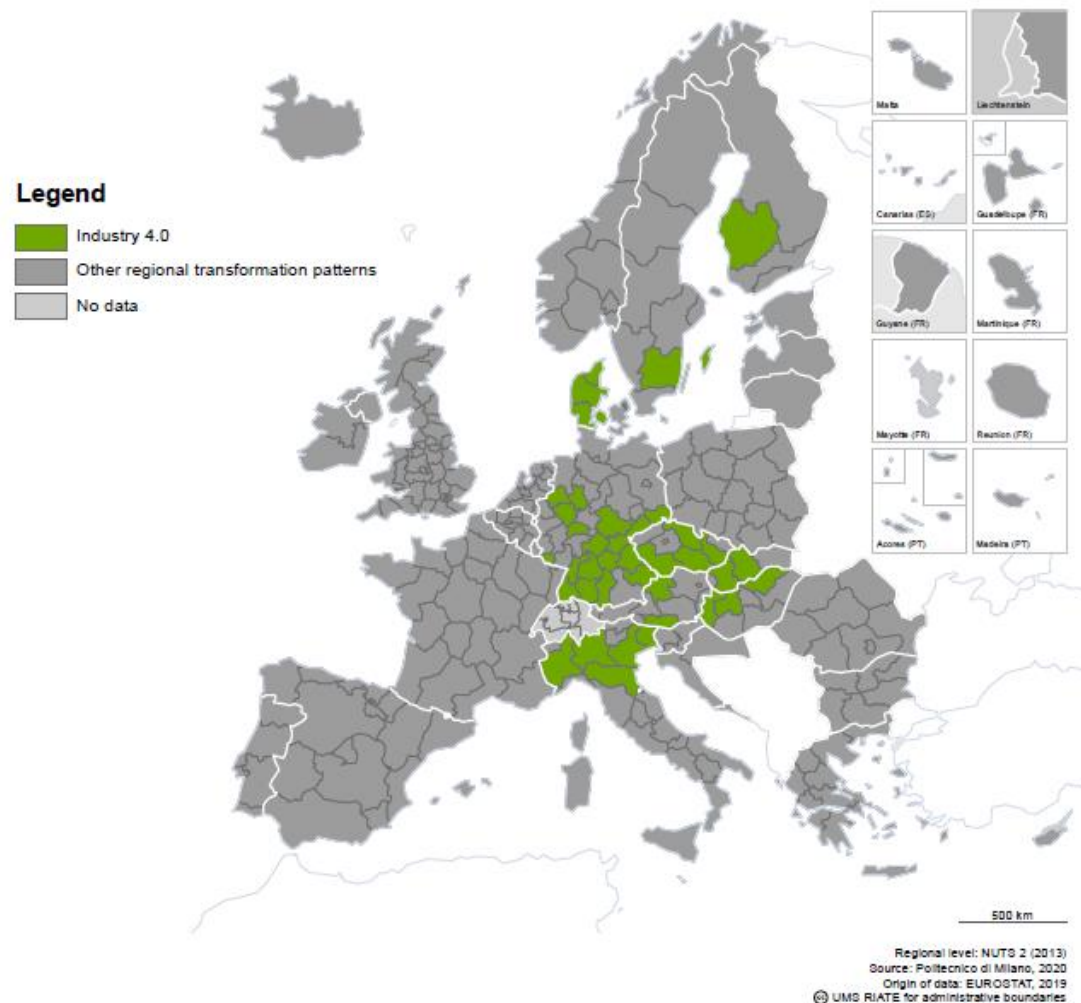 Legend
Industry 4.0
Other regional transformation patterns
No data
Malta
Liechtenstein
Canarias (ES)
Guadeloupe (FR)
Guyane (FR)
Martinique (FR)
Mayotte (FR)
Reunion (FR)
Acores (PT)
Madeira (PT)
500 km
Regional level: NUTS 2 (2013)
Source: Politecnico di Milano, 2020
Origin of data: EUROSTAT, 2019
UMS RIATE for administrative boundaries